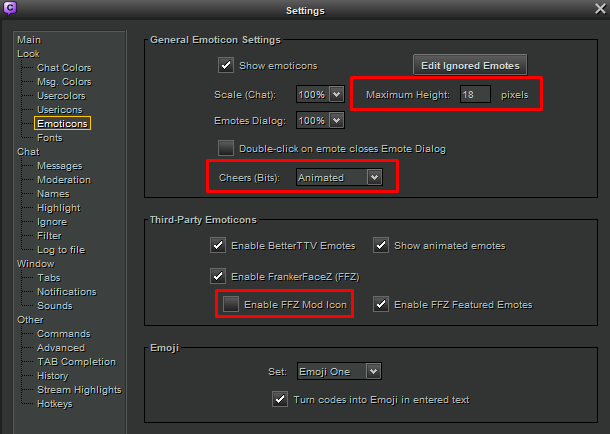 Settings
Main
Look
Chat Colors
Msg. Colors
Usercolors
Usericons
Emoticons
Fonts
Chat
Messages
Moderation
Names
Highlight
Ignore
Filter
Log to file
Window
Tabs
Notifications
Sounds
Other
Commands
Advanced
TAB Completion
History
Stream Highlights
Hotkeys
General Emoticon Settings
Show emoticons Edit Ignored Emotes
Scale (Chat): 100% Maximum Height: 18 pixels
Emotes Dialog: 100%
Double-click on emote closes Emote Dialog
Cheers (Bits): Animated
Third-Party Emoticons
Enable BetterTTV Emotes Show animated emotes
Enable FrankerFaceZ (FFZ)
Enable FFZ Mod Icon Enable FFZ Featured Emotes
Emoji
Set: Emoji One
Turn codes into Emoji in entered text